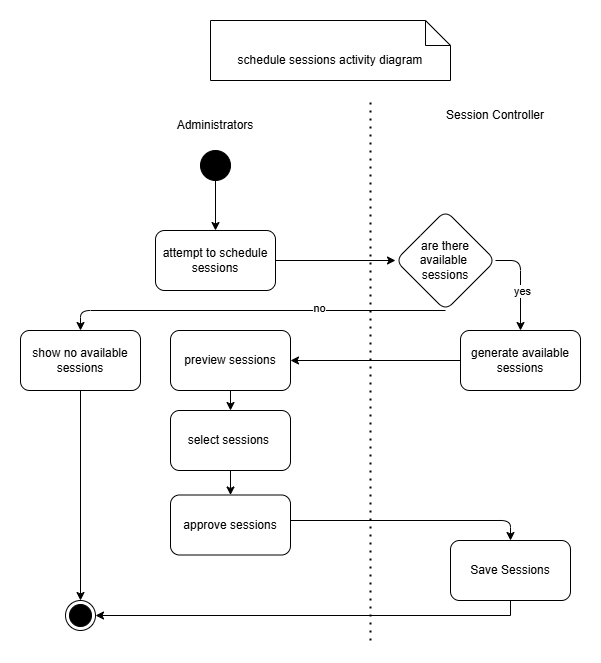 schedule sessions activity diagram
Administrators
Session Controller
attempt to schedule
sessions
are there
available
sessions
yes
no
show no available
sessions
preview sessions
generate available
sessions
select sessions
approve sessions
Save Sessions